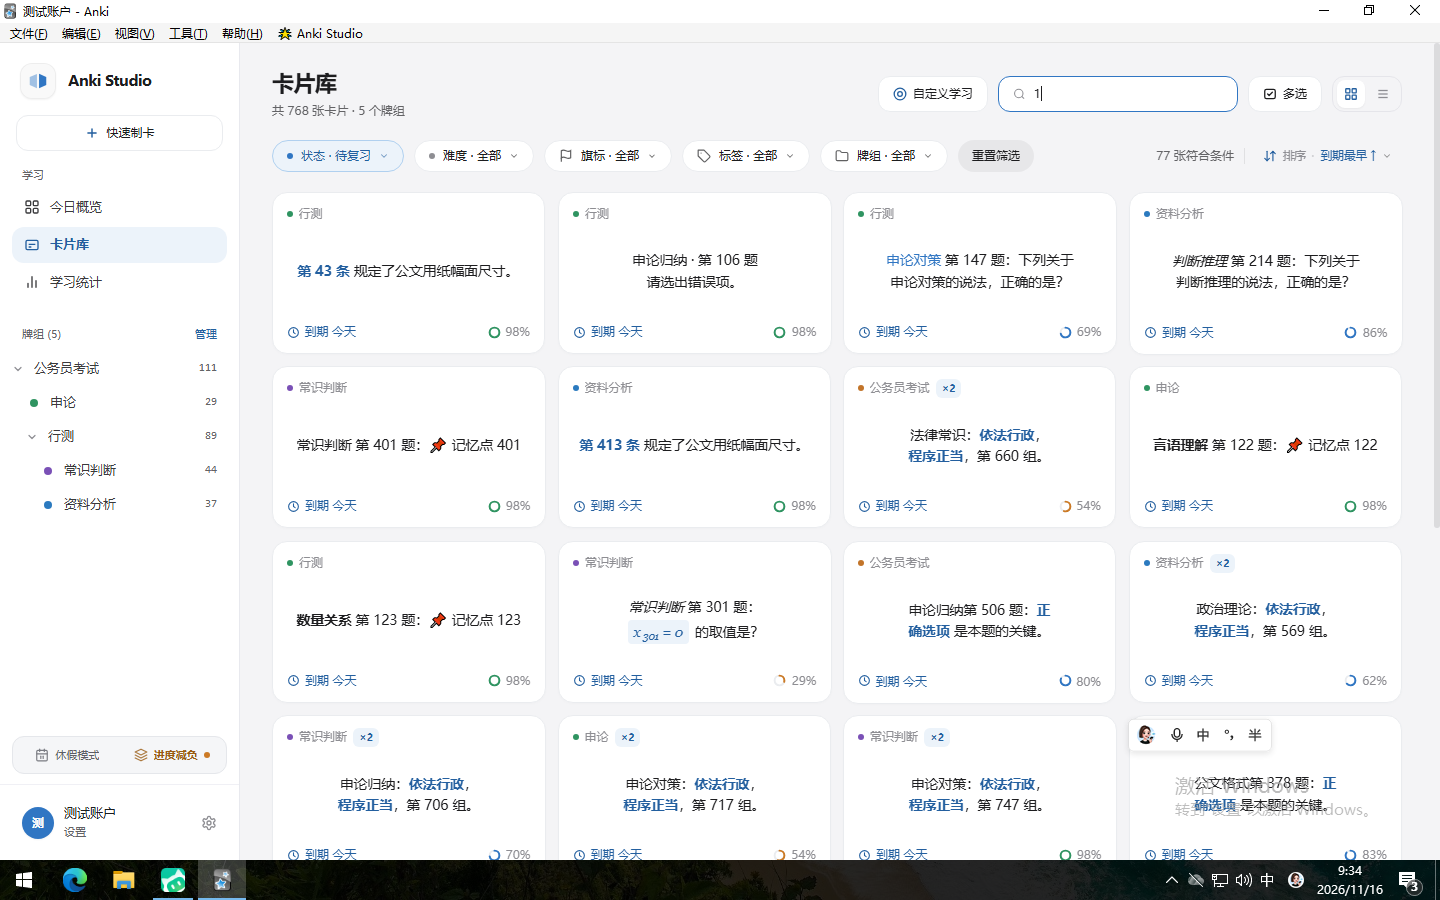 测试账户 - Anki
文件(F) 编辑(E) 视图(V) 工具(T) 帮助(H) Anki Studio
Anki Studio
快速制卡
学习
今日概览
卡片库
学习统计
牌组 (5) 管理
公务员考试 111
申论 29
行测 89
常识判断 44
资料分析 37
休假模式 进度减负
测 测试账户
设置
卡片库
共 768 张卡片 · 5 个牌组
自定义学习
1
多选
状态 · 待复习 难度 · 全部 旗标 · 全部 标签 · 全部 牌组 · 全部 重置筛选
77 张符合条件 排序 · 到期最早↑
行测
第 43 条 规定了公文用纸幅面尺寸。
到期 今天 98%
行测
申论归纳 · 第 106 题
请选出错误项。
到期 今天 98%
行测
申论对策 第 147 题：下列关于
申论对策的说法，正确的是？
到期 今天 69%
资料分析
判断推理 第 214 题：下列关于
判断推理的说法，正确的是？
到期 今天 86%
常识判断
常识判断 第 401 题：📌 记忆点 401
到期 今天 98%
资料分析
第 413 条 规定了公文用纸幅面尺寸。
到期 今天 98%
公务员考试 ×2
法律常识：依法行政，
程序正当，第 660 组。
到期 今天 54%
申论
言语理解 第 122 题：📌 记忆点 122
到期 今天 98%
行测
数量关系 第 123 题：📌 记忆点 123
到期 今天 98%
常识判断
常识判断 第 301 题：
x301 = 0 的取值是？
到期 今天 29%
公务员考试
申论归纳第 506 题：正
确选项 是本题的关键。
到期 今天 80%
资料分析 ×2
政治理论：依法行政，
程序正当，第 569 组。
到期 今天 62%
常识判断 ×2
申论归纳：依法行政，
程序正当，第 706 组。
到期 今天 70%
申论 ×2
申论对策：依法行政，
程序正当，第 717 组。
到期 今天 54%
常识判断 ×2
申论对策：依法行政，
程序正当，第 747 组。
到期 今天 98%
中 °, 半
公文格式第 378 题：正
确选项 是本题的关键。
到期 今天 83%
激活 Windows
转到"设置"以激活 Windows。
中
9:34
2026/11/16
3